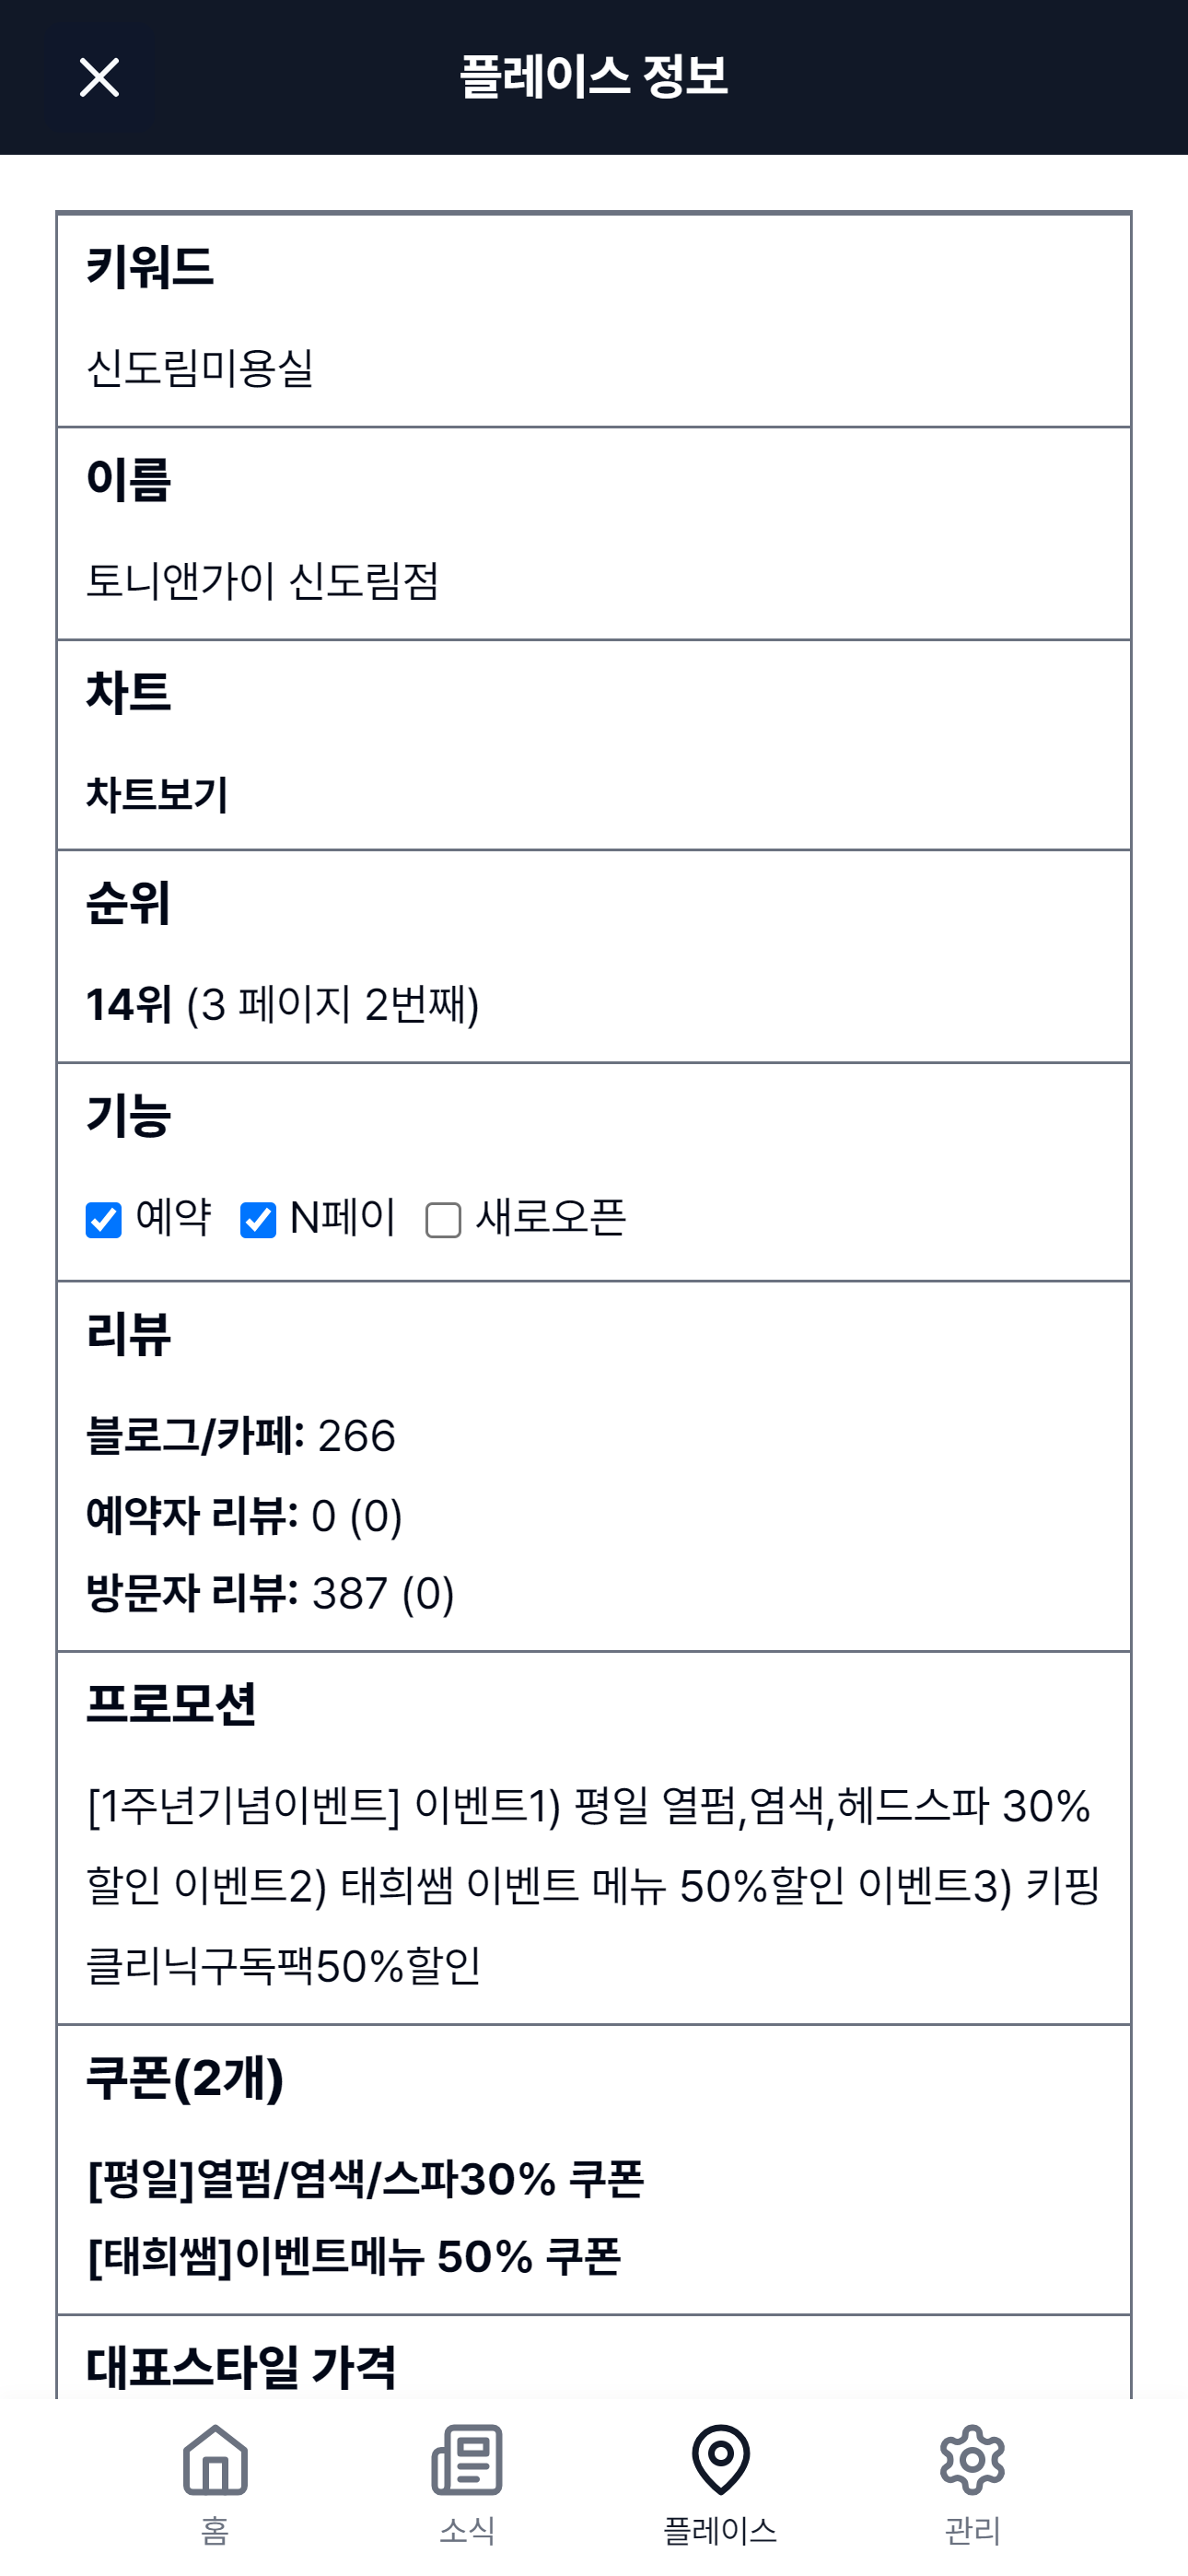 플레이스 정보
키워드
신도림미용실
이름
토니앤가이 신도림점
차트
차트보기
순위
14위 (3 페이지 2번째)
기능
예약 N페이 새로오픈
리뷰
블로그/카페: 266
예약자 리뷰: 0 (0)
방문자 리뷰: 387 (0)
프로모션
[1주년기념이벤트] 이벤트1) 평일 열펌,염색,헤드스파 30%
할인 이벤트2) 태희쌤 이벤트 메뉴 50%할인 이벤트3) 키핑
클리닉구독팩50%할인
쿠폰(2개)
[평일]열펌/염색/스파30% 쿠폰
[태희쌤]이벤트메뉴 50% 쿠폰
대표스타일 가격
홈 소식 플레이스 관리